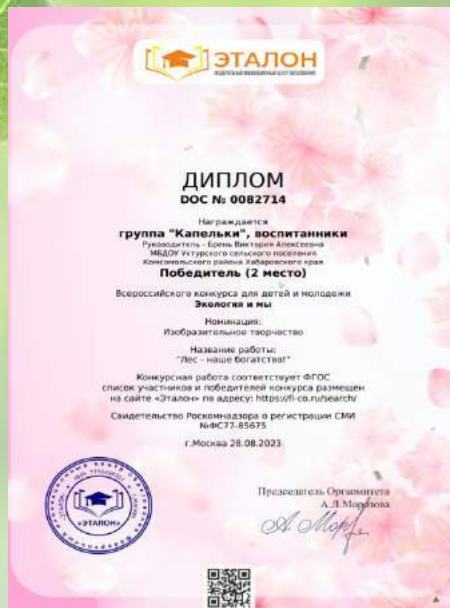 ЭТАЛОН
ДИПЛОМ
DOC № 0082714
Награждается
группа "Капельки", воспитанники
Руководитель - Брень Виктория Алексеевна
МБДОУ Уктурского сельского поселения
Комсомольского района Хабаровского края
Победитель (2 место)
Всероссийского конкурса для детей и молодежи
Экология и мы
Номинация:
Изобразительное творчество
Название работы:
"Лес - наше богатство!"
Конкурсная работа соответствует ФГОС
список участников и победителей конкурса размещен
на сайте «Эталон» по адресу: https://fi-co.ru/search/
Свидетельство Роскомнадзора о регистрации СМИ
№ФС77-85675
г.Москва 28.08.2023
Председатель Оргкомитета
А.Л.Морозова
«ЭТАЛОН»